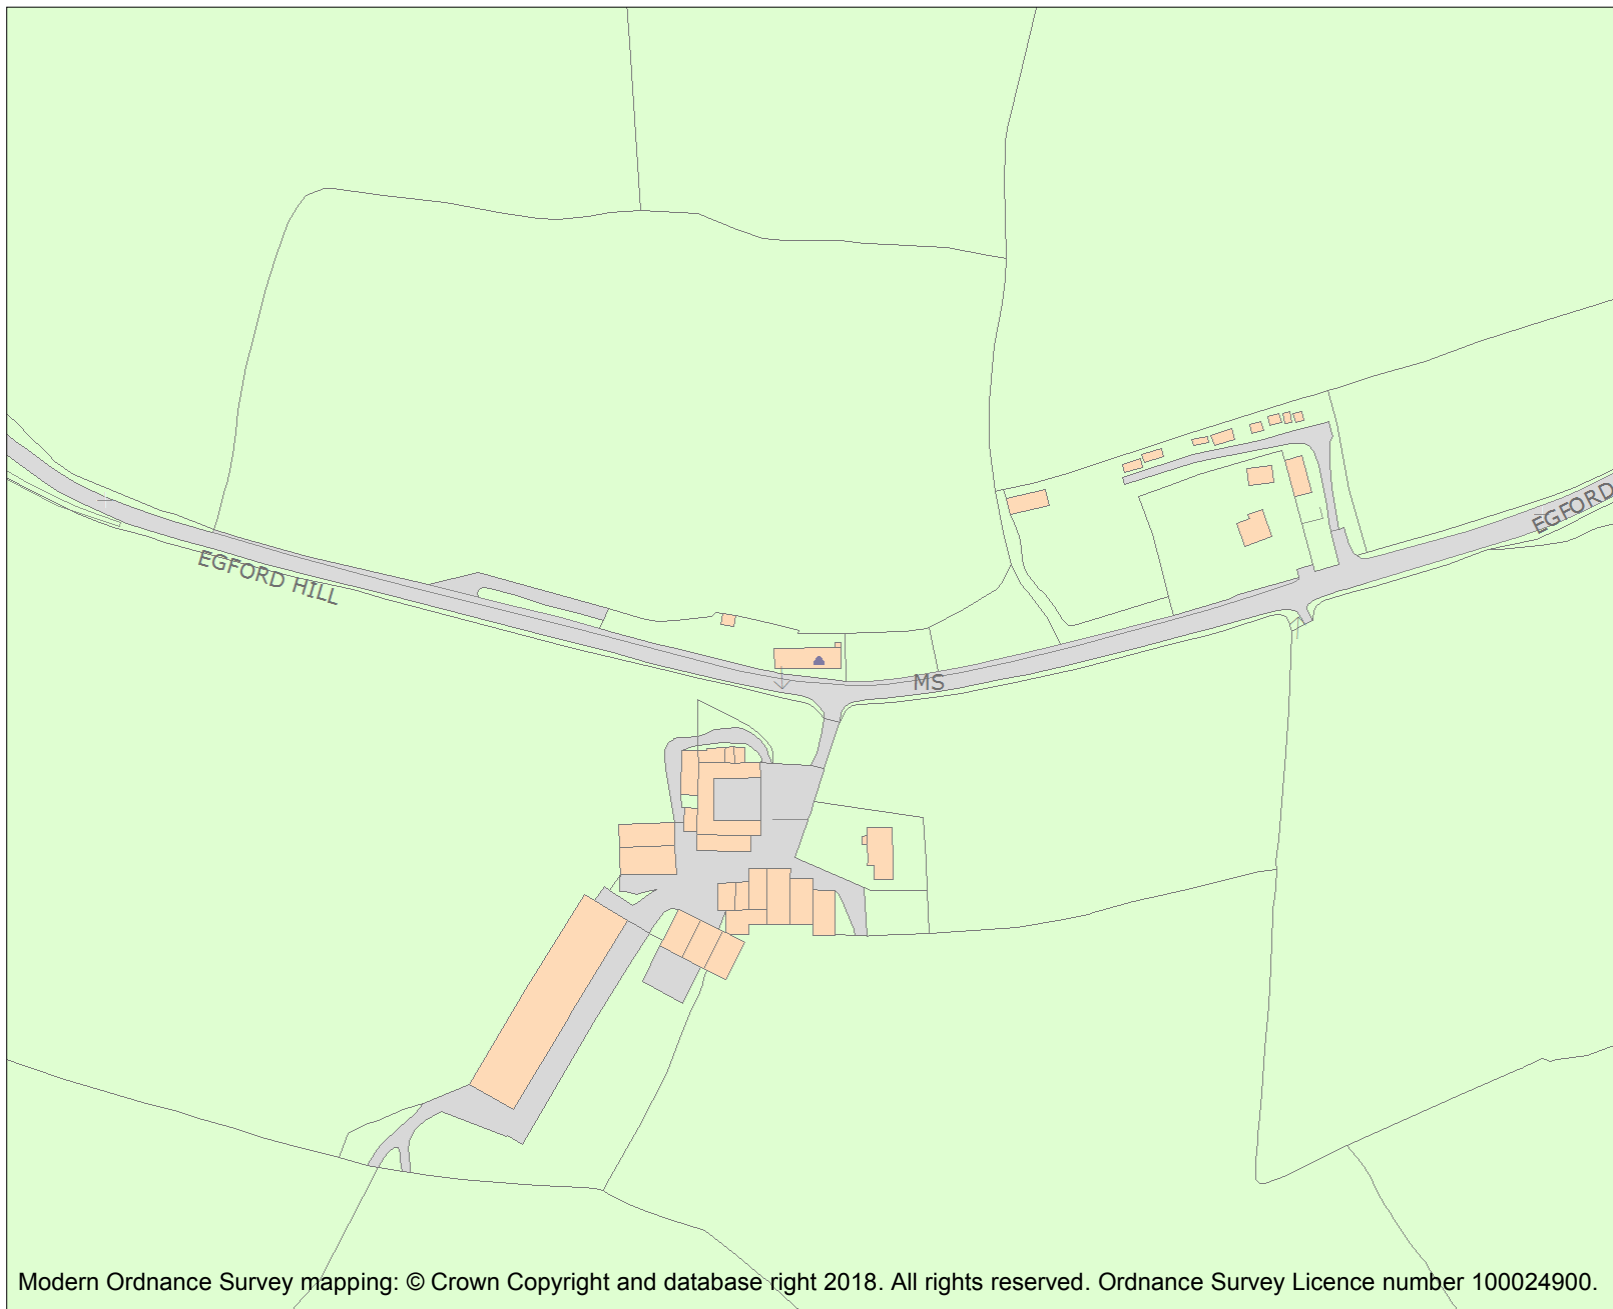 EGFORD
EGFORD HILL
MS
Modern Ordnance Survey mapping: © Crown Copyright and database right 2018. All rights reserved. Ordnance Survey Licence number 100024900.